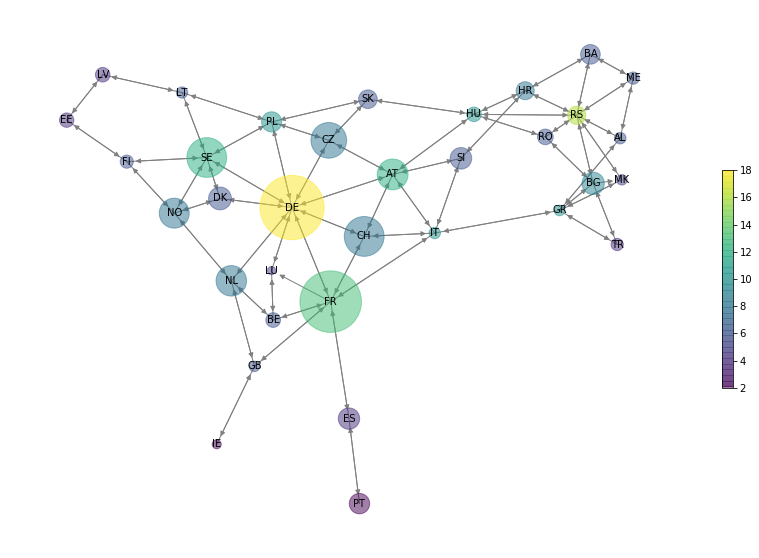 BA
LV
ME
LT
HR
SK
HU
RS
EE
PL
RO
AL
CZ
SE
SI
FI
AT
MK
BG
DK
DE
GR
NO
IT
CH
TR
LU
NL
FR
BE
GB
ES
IE
PT
18
16
14
12
10
8
6
4
2